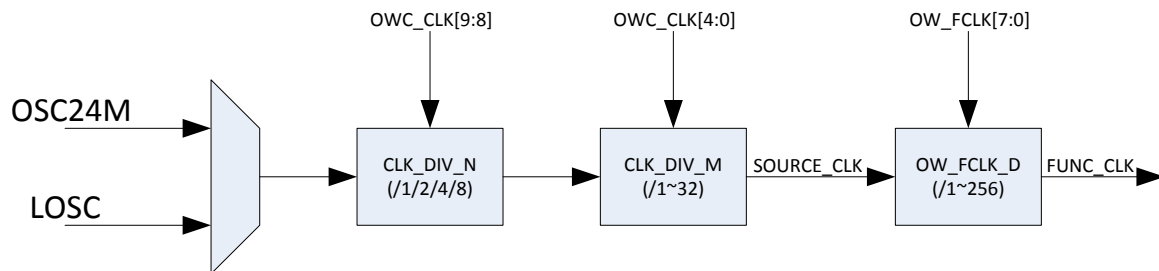 OWC_CLK[9:8]
OWC_CLK[4:0]
OW_FCLK[7:0]
OSC24M
LOSC
CLK_DIV_N
(/1/2/4/8)
CLK_DIV_M
(/1~32)
SOURCE_CLK
OW_FCLK_D
(/1~256)
FUNC_CLK